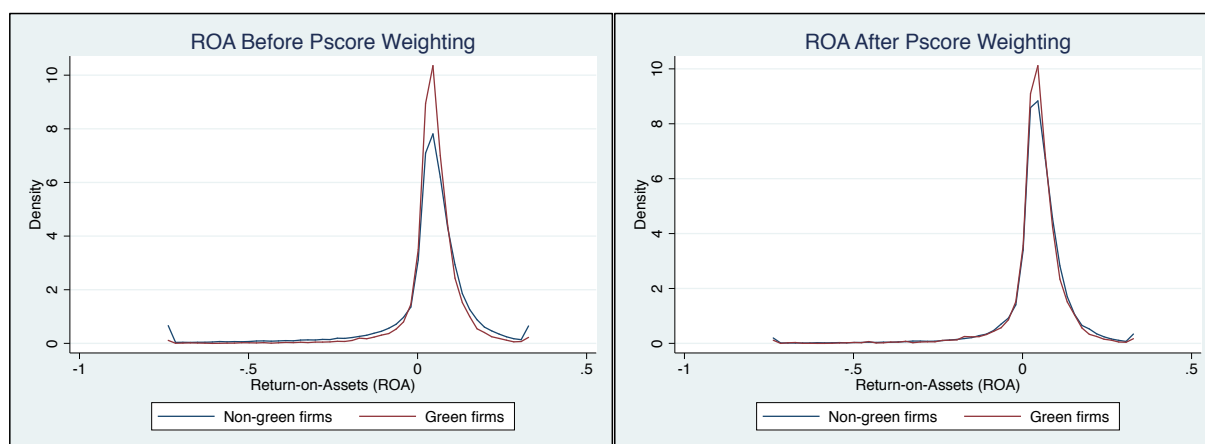 ROA Before Pscore Weighting
10
8
6
4
2
0
Density
-1
-.5
0
.5
Return-on-Assets (ROA)
Non-green firms
Green firms
ROA After Pscore Weighting
10
8
6
4
2
0
Density
-1
-.5
0
.5
Return-on-Assets (ROA)
Non-green firms
Green firms